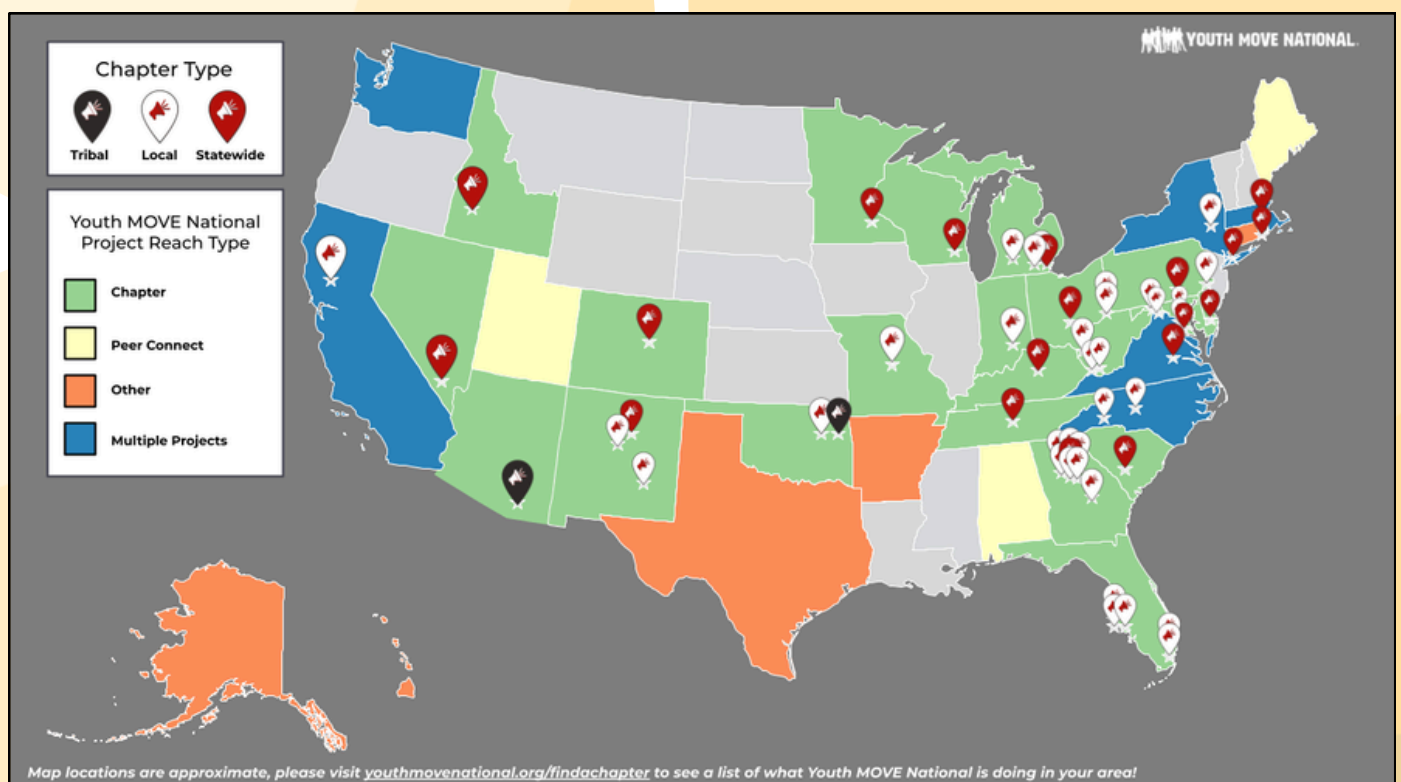 YOUTH MOVE NATIONAL
Chapter Type
Tribal
Local
Statewide
Youth MOVE National
Project Reach Type
Chapter
Peer Connect
Other
Multiple Projects
Map locations are approximate, please visit youthmovenational.org/findachapter to see a list of what Youth MOVE National is doing in your area!